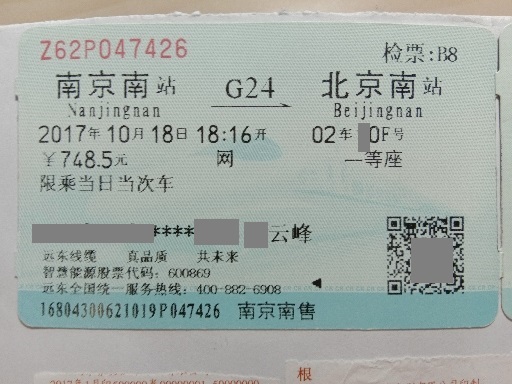 Z62P047426 检票:B8
南京南站 G24 北京南站
Nanjingnan Beijingnan
2017年10月18日18:16开 02车 0F号
￥748.5元 网 一等座
限乘当日当次车
**** 云峰
远东线缆 真品质 共未来
智慧能源股票代码：600869
远东全国统一服务热线：400-882-6908
16804300621019P047426 南京南售
根